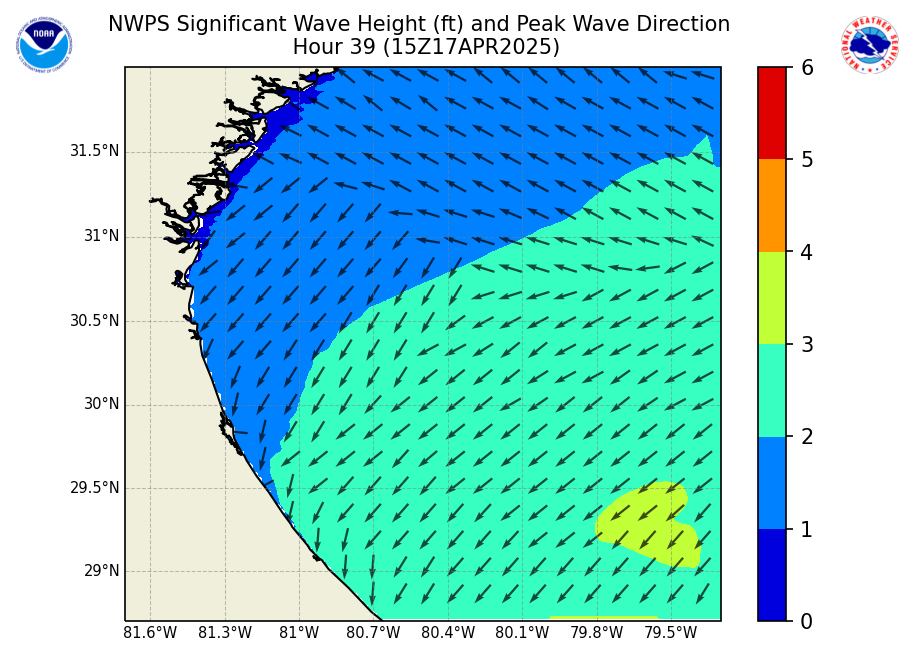 NWPS Significant Wave Height (ft) and Peak Wave Direction
Hour 39 (15Z17APR2025)
NOAA
NATIONAL WEATHER SERVICE
31.5°N
31°N
30.5°N
30°N
29.5°N
29°N
81.6°W 81.3°W 81°W 80.7°W 80.4°W 80.1°W 79.8°W 79.5°W
6
5
4
3
2
1
0